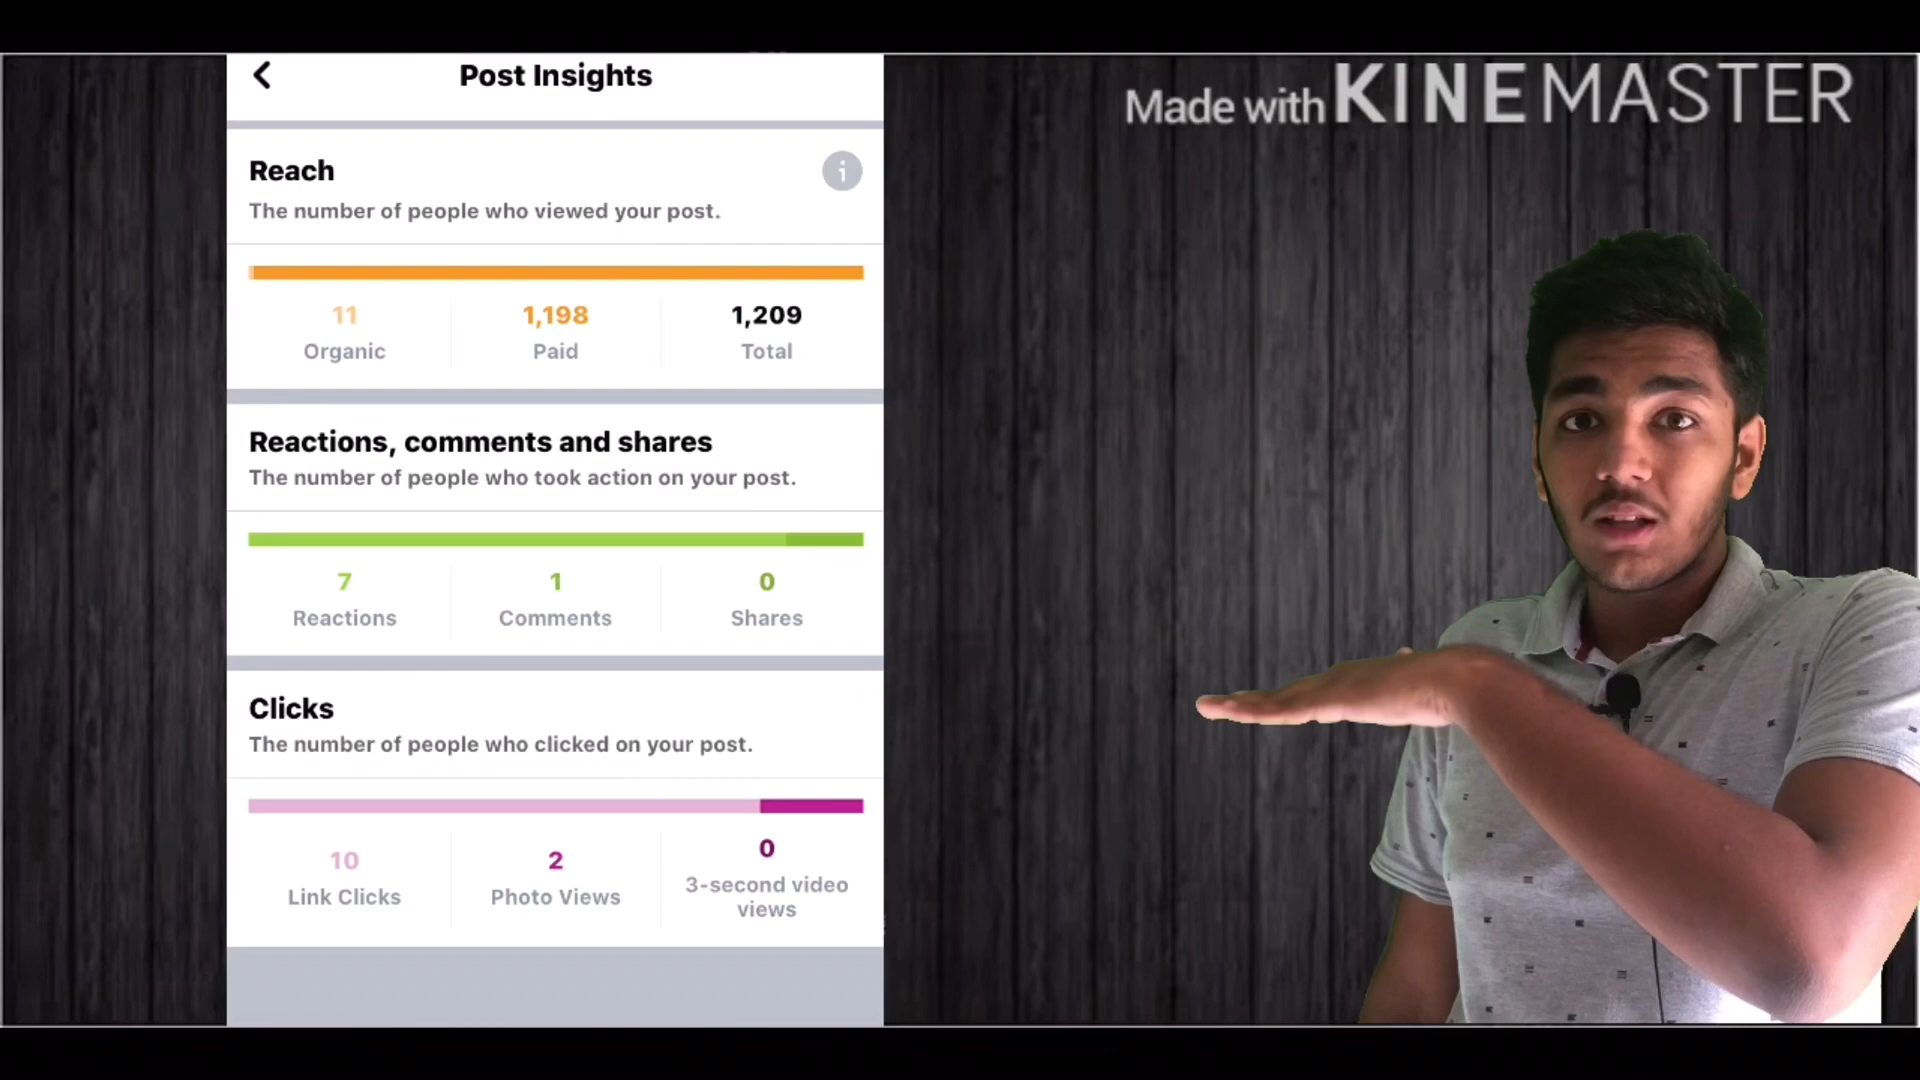 Post Insights
Made with KINEMASTER
Reach
i
The number of people who viewed your post.
11
1,198
1,209
Organic
Paid
Total
Reactions, comments and shares
The number of people who took action on your post.
7
1
0
Reactions
Comments
Shares
Clicks
The number of people who clicked on your post.
10
2
0
Link Clicks
Photo Views
3-second video
views